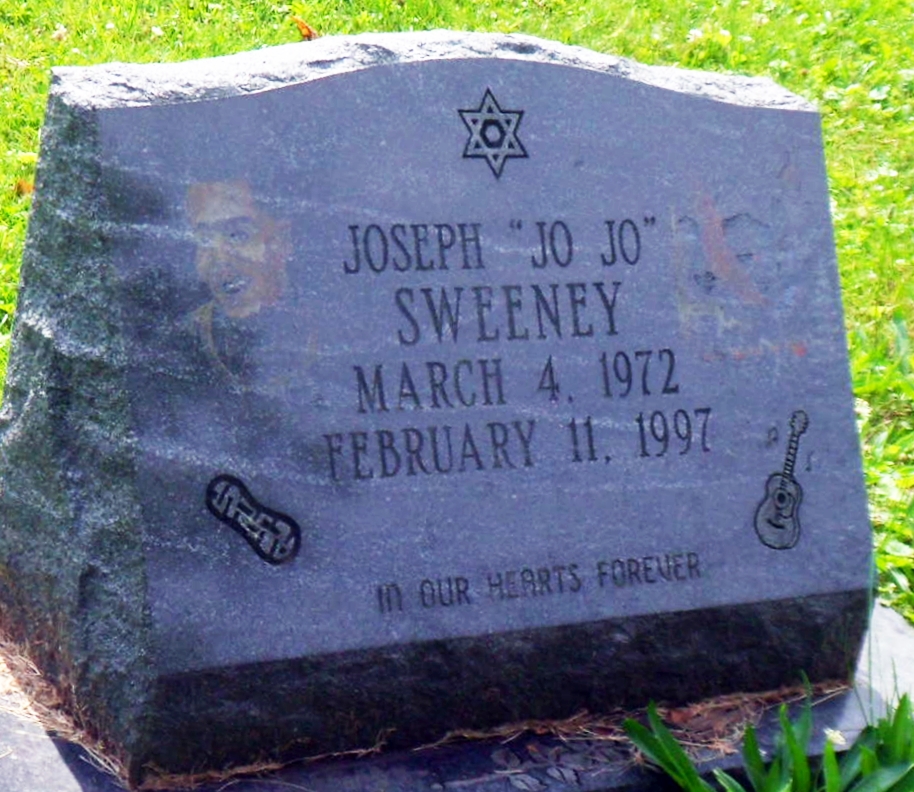 JOSEPH "JO JO"
SWEENEY
MARCH 4, 1972
FEBRUARY 11, 1997
IN OUR HEARTS FOREVER